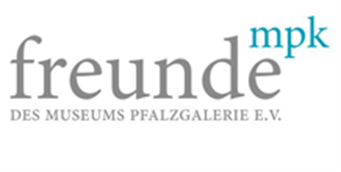 freunde mpk
DES MUSEUMS PFALZGALERIE E.V.